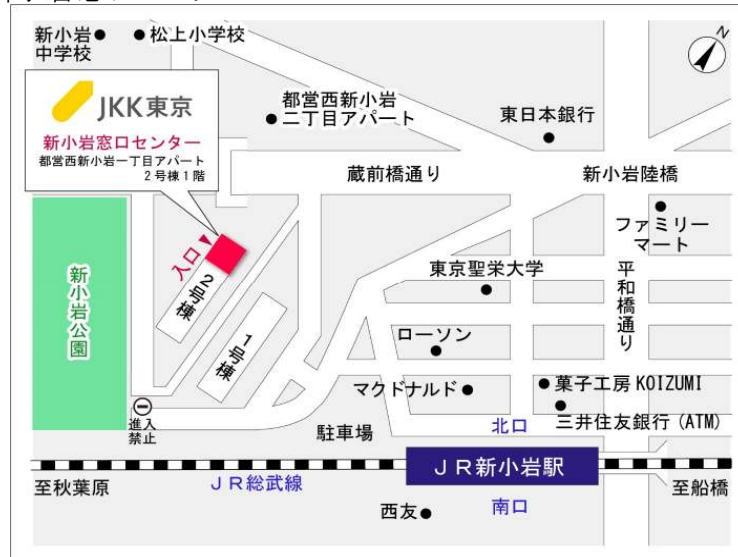 新小岩
中学校
松上小学校
N
JKK東京
新小岩窓口センター
都営西新小岩一丁目アパート
2号棟1階
都営西新小岩
二丁目アパート
東日本銀行
蔵前橋通り
新小岩陸橋
ファミリー
マート
入口
2号棟
1号棟
新小岩公園
東京聖栄大学
平和橋通り
ローソン
マクドナルド
菓子工房 KOIZUMI
三井住友銀行 (ATM)
進入
禁止
駐車場
北口
JR新小岩駅
至秋葉原
JR総武線
至船橋
西友
南口